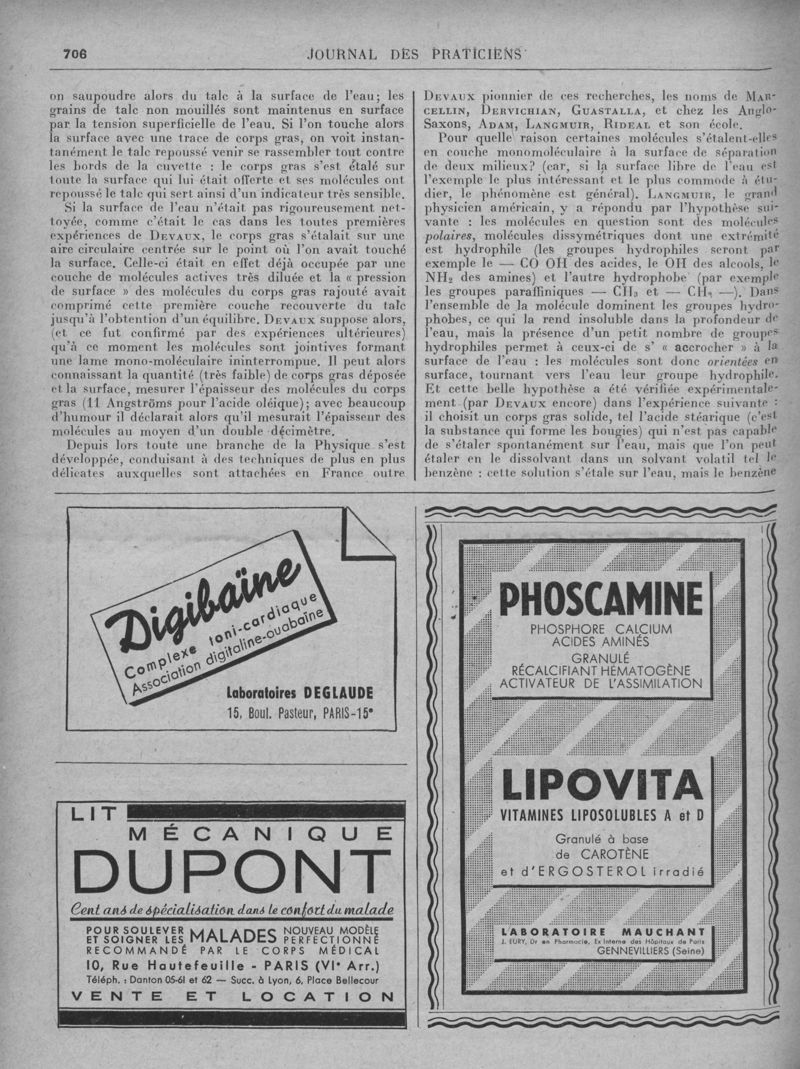 706
JOURNAL DES PRATICIENS
on saupoudre alors du talc à la surface de l'eau; les
grains de talc non mouillés sont maintenus en surface
par la tension superficielle de l'eau. Si l'on touche alors
la surface avec une trace de corps gras, on voit instan-
tanément le talc repoussé venir se rassembler tout contre
les bords de la cuvette : le corps gras s'est étalé sur
toute la surface qui lui était offerte et ses molécules ont
repoussé le talc qui sert ainsi d'un indicateur très sensible.
Si la surface de l'eau n'était pas rigoureusement net-
toyée, comme c'était le cas dans les toutes premières
expériences de DEVAUX, le corps gras s'étalait sur une
aire circulaire centrée sur le point où l'on avait touché
la surface. Celle-ci était en effet déjà occupée par une
couche de molécules actives très diluée et la « pression
de surface » des molécules du corps gras rajouté avait
comprimé cette première couche recouverte du talc
jusqu'à l'obtention d'un équilibre. DEVAUX suppose alors,
(et ce fut confirmé par des expériences ultérieures)
qu'à ce moment les molécules sont jointives formant
une lame mono-moléculaire ininterrompue. Il peut alors
connaissant la quantité (très faible) de corps gras déposée
et la surface, mesurer l'épaisseur des molécules du corps
gras (11 Angströms pour l'acide oléique); avec beaucoup
d'humour il déclarait alors qu'il mesurait l'épaisseur des
molécules au moyen d'un double décimètre.
Depuis lors toute une branche de la Physique s'est
développée, conduisant à des techniques de plus en plus
délicates auxquelles sont attachées en France outre
DEVAUX pionnier de ces recherches, les noms de MAR-
CELLIN, DERVICHIAN, GUASTALLA, et chez les Anglo-
Saxons, ADAM, LANGMUIR, RIDEAL et son école.
Pour quelle raison certaines molécules s'étalent-elles
en couche monomoléculaire à la surface de séparation
de deux milieux? (car, si la surface libre de l'eau est
l'exemple le plus intéressant et le plus commode à étu-
dier, le phénomène est général). LANGMUIR, le grand
physicien américain, y a répondu par l'hypothèse sui-
vante : les molécules en question sont des molécules
polaires, molécules dissymétriques dont une extrémité
est hydrophile (les groupes hydrophiles seront par
exemple le — CO OH des acides, le OH des alcools, le
NH2 des amines) et l'autre hydrophobe (par exemple
les groupes paraffiniques — CH3 et — CH2 —). Dans
l'ensemble de la molécule dominent les groupes hydro-
phobes, ce qui la rend insoluble dans la profondeur de
l'eau, mais la présence d'un petit nombre de groupes
hydrophiles permet à ceux-ci de s' « accrocher » à la
surface de l'eau : les molécules sont donc orientées en
surface, tournant vers l'eau leur groupe hydrophile.
Et cette belle hypothèse a été vérifiée expérimentale-
ment (par DEVAUX encore) dans l'expérience suivante :
il choisit un corps gras solide, tel l'acide stéarique (c'est
la substance qui forme les bougies) qui n'est pas capable
de s'étaler spontanément sur l'eau, mais que l'on peut
étaler en le dissolvant dans un solvant volatil tel le
benzène : cette solution s'étale sur l'eau, mais le benzène
Digibaïne
Complexe toni-cardiaque
Association digitaline-ouabaïne
Laboratoires DEGLAUDE
15, Boul. Pasteur, PARIS-15e
LIT
MÉCANIQUE
DUPONT
Cent ans de spécialisation dans le confort du malade
POUR SOULEVER
ET SOIGNER LES
MALADES
NOUVEAU MODÈLE
PERFECTIONNÉ
RECOMMANDÉ PAR LE CORPS MÉDICAL
10, Rue Hautefeuille - PARIS (VIe Arr.)
Téléph. : Danton 05-61 et 62 — Succ. à Lyon, 6, Place Bellecour
VENTE ET LOCATION
PHOSCAMINE
PHOSPHORE CALCIUM
ACIDES AMINÉS
GRANULÉ
RÉCALCIFIANT HÉMATOGÈNE
ACTIVATEUR DE L'ASSIMILATION
LIPOVITA
VITAMINES LIPOSOLUBLES A et D
Granulé à base
de CAROTÈNE
et d'ERGOSTEROL irradié
LABORATOIRE MAUCHANT
J. EURY, Dr en Pharmacie, Ex Interne des Hôpitaux de Paris
GENNEVILLIERS (Seine)